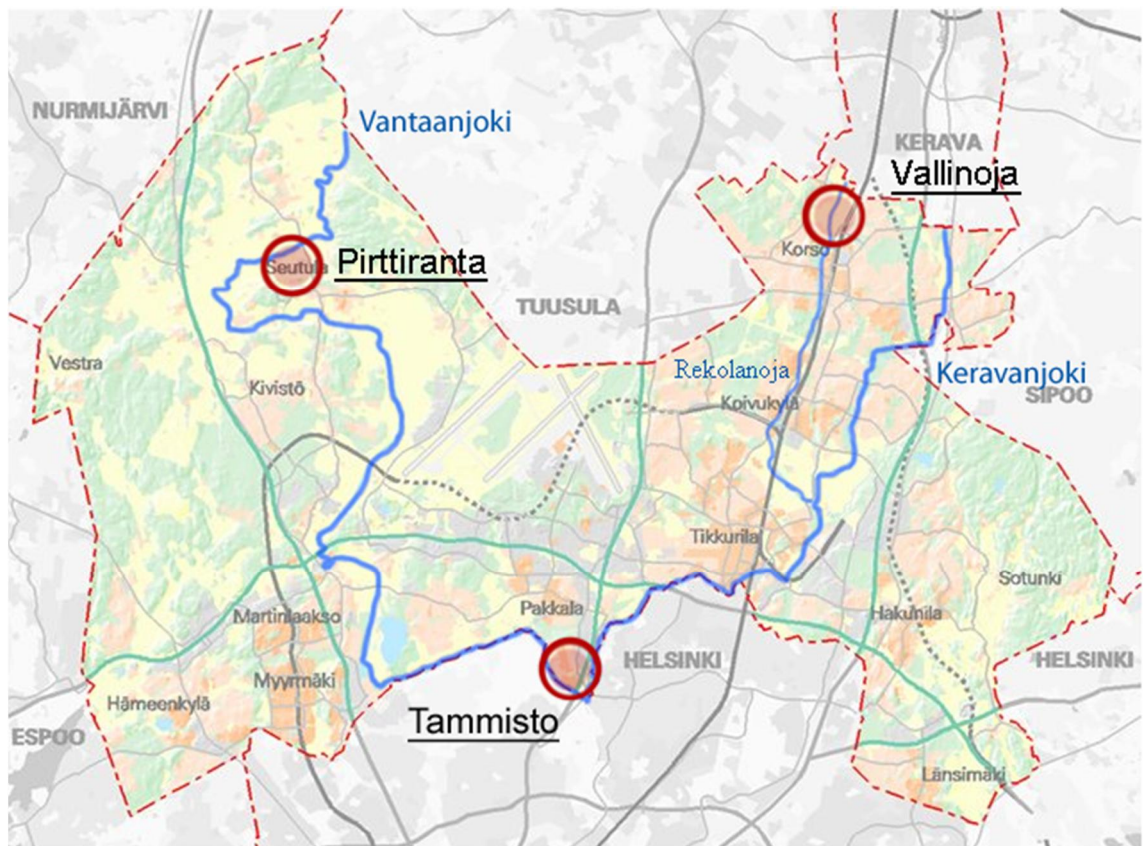 NURMIJÄRVI
Vantaanjoki
KERAVA
Vallinoja
Korso
Seutula
Pirttiranta
TUUSULA
Vestra
Kivistö
Rekolanoja
Keravanjoki
SIPOO
Koivukylä
Tikkurila
Sotunki
Pakkala
Martinlaakso
Hakunila
HELSINKI
HELSINKI
Myyrmäki
Hämeenkylä
Tammisto
ESPOO
Länsimäki